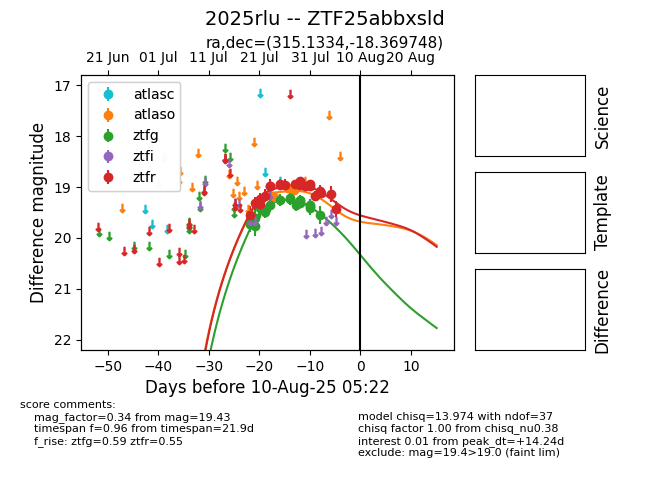 2025rlu -- ZTF25abbxsld
ra,dec=(315.1334,-18.369748)
21 Jun 01 Jul 11 Jul 21 Jul 31 Jul 10 Aug 20 Aug
atlasc
atlaso
ztfg
ztfi
ztfr
17
18
19
20
21
22
Difference magnitude
−50 −40 −30 −20 −10 0 10
Days before 10-Aug-25 05:22
Science
Template
Difference
score comments:
mag_factor=0.34 from mag=19.43
timespan f=0.96 from timespan=21.9d
f_rise: ztfg=0.59 ztfr=0.55
model chisq=13.974 with ndof=37
chisq factor 1.00 from chisq_nu0.38
interest 0.01 from peak_dt=+14.24d
exclude: mag=19.4>19.0 (faint lim)